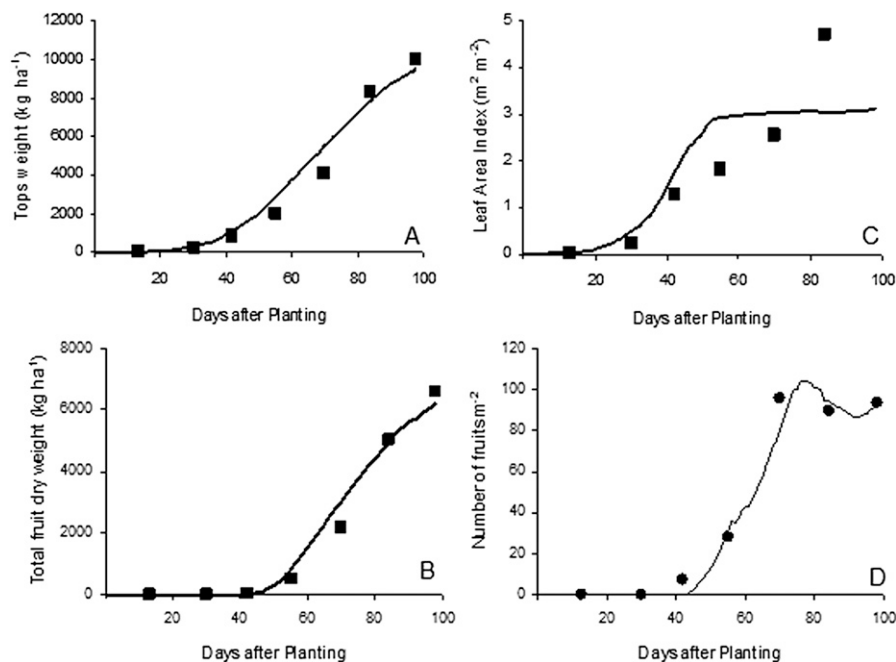 Tops weight (kg ha-1)
12000
10000
8000
6000
4000
2000
0
20 40 60 80 100
A
Days after Planting
Leaf Area Index (m2 m-2)
5
4
3
2
1
0
20 40 60 80 100
C
Days after Planting
Total fruit dry weight (kg ha-1)
8000
6000
4000
2000
0
20 40 60 80 100
B
Days after Planting
Number of fruits m-2
120
100
80
60
40
20
0
20 40 60 80 100
D
Days after Planting